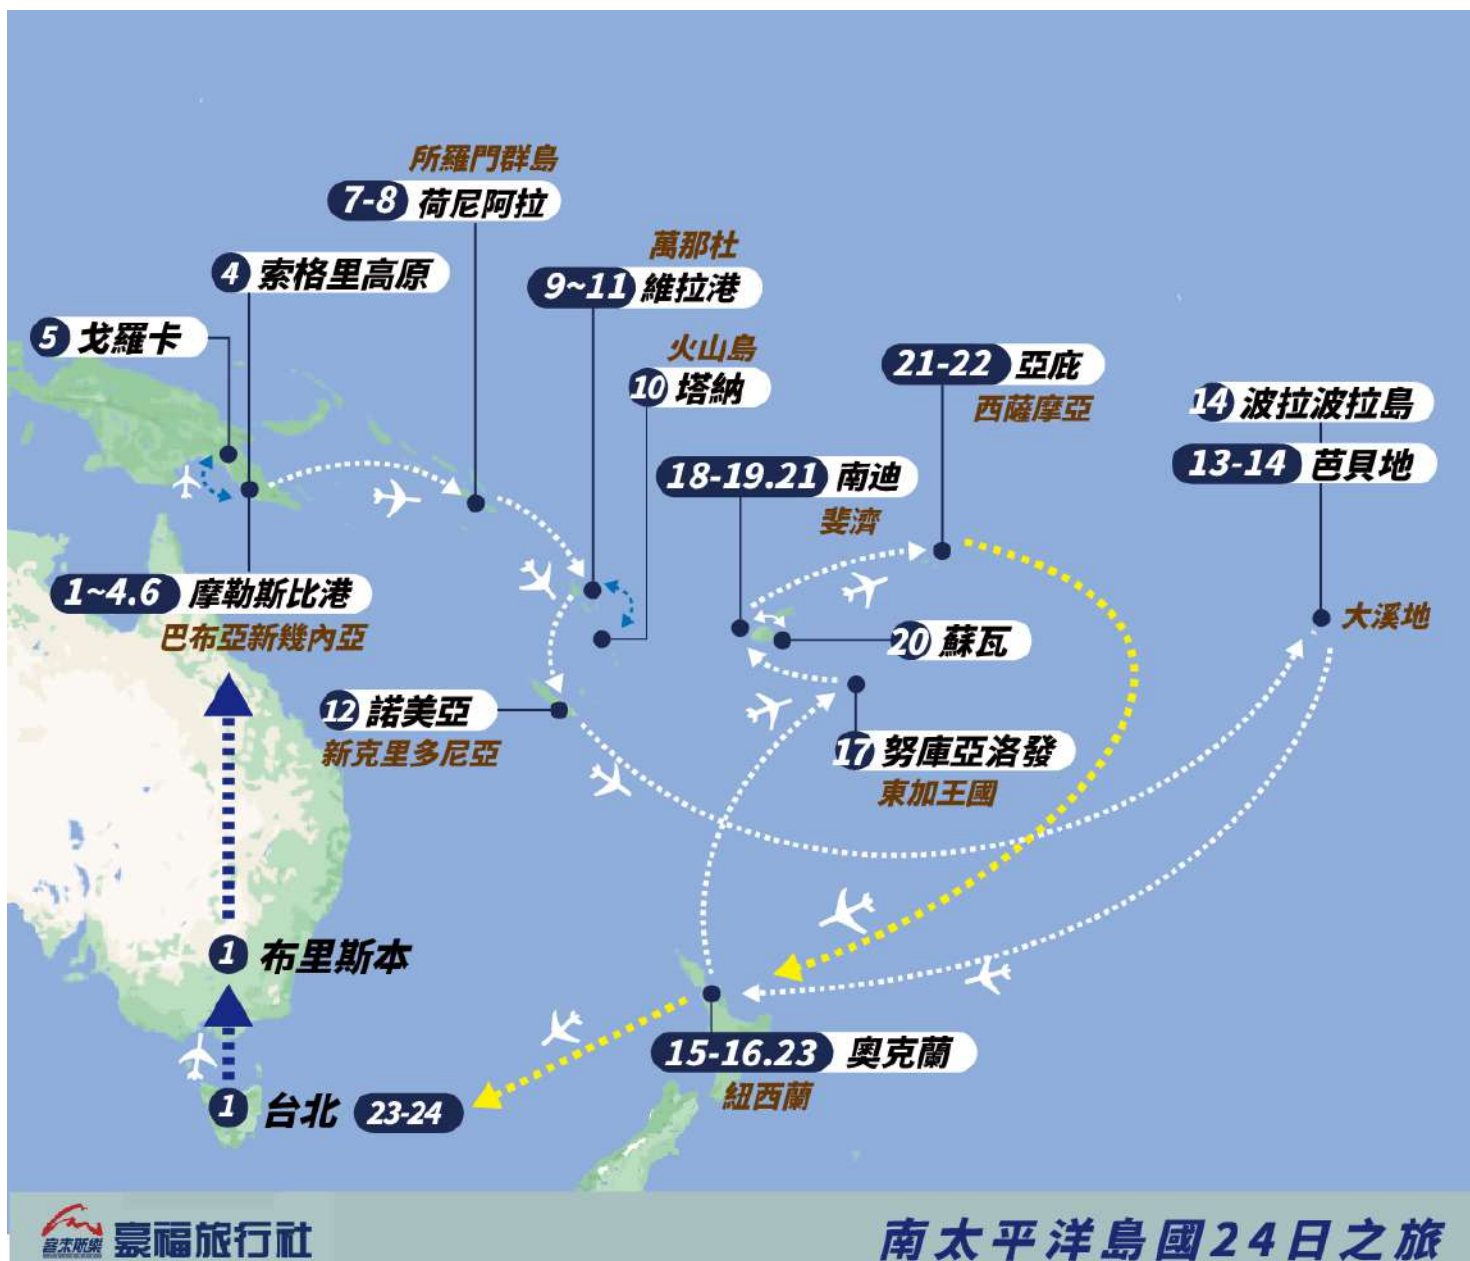 所羅門群島
7-8 荷尼阿拉
萬那杜
4 索格里高原
9~11 維拉港
5 戈羅卡
火山島
10 塔納
21-22 亞庇
西薩摩亞
14 波拉波拉島
13-14 芭貝地
18-19.21 南迪
斐濟
1~4.6 摩勒斯比港
巴布亞新幾內亞
大溪地
20 蘇瓦
12 諾美亞
新克里多尼亞
17 努庫亞洛發
東加王國
1 布里斯本
15-16.23 奧克蘭
紐西蘭
1 台北 23-24
客來斯樂 豪福旅行社
南太平洋島國24日之旅